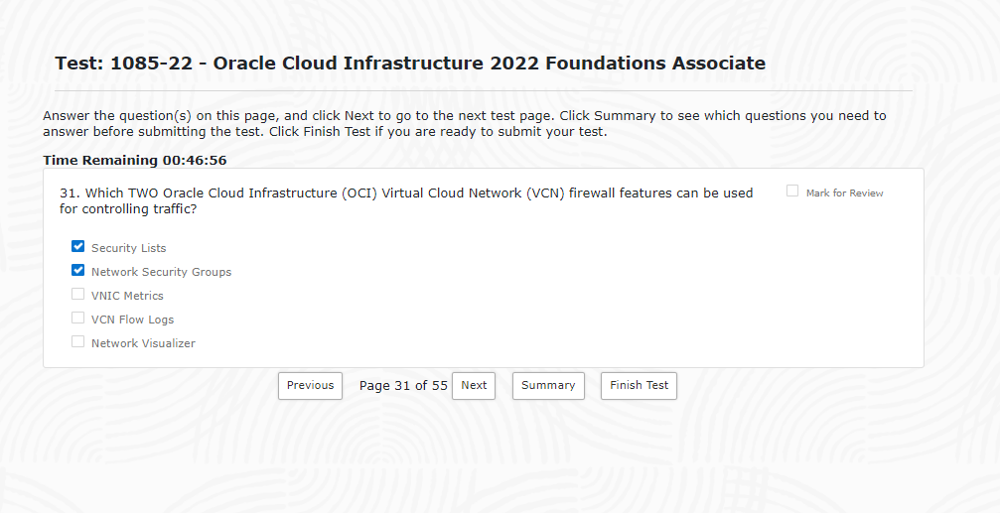 Test: 1085-22 - Oracle Cloud Infrastructure 2022 Foundations Associate
Answer the question(s) on this page, and click Next to go to the next test page. Click Summary to see which questions you need to
answer before submitting the test. Click Finish Test if you are ready to submit your test.
Time Remaining 00:46:56
31. Which TWO Oracle Cloud Infrastructure (OCI) Virtual Cloud Network (VCN) firewall features can be used
for controlling traffic?
Mark for Review
Security Lists
Network Security Groups
VNIC Metrics
VCN Flow Logs
Network Visualizer
Previous Page 31 of 55 Next Summary Finish Test